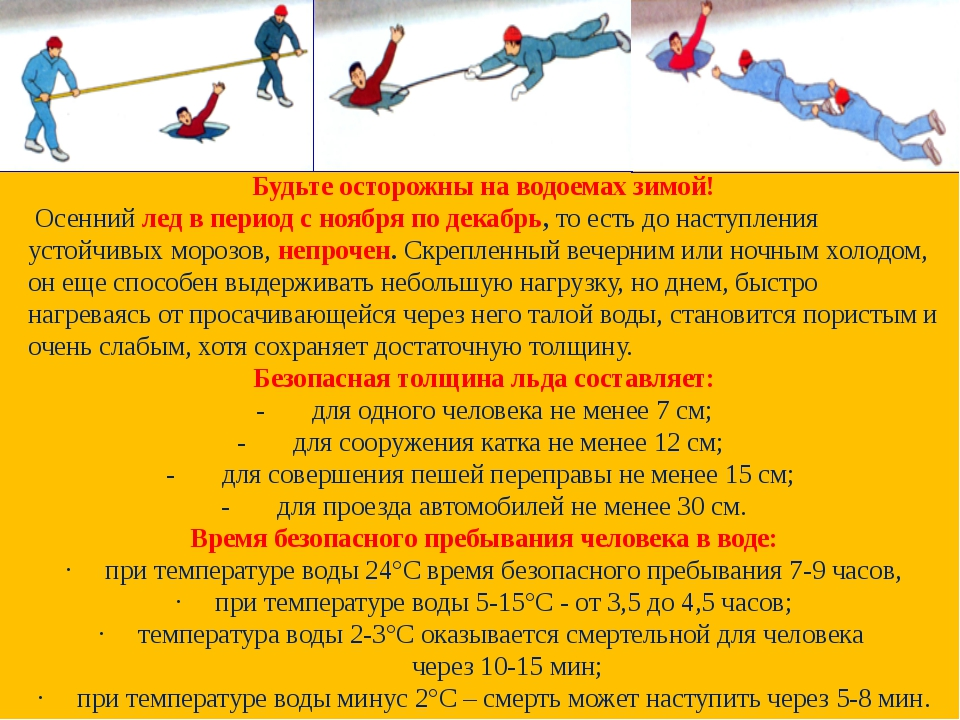 Будьте осторожны на водоемах зимой!
Осенний лед в период с ноября по декабрь, то есть до наступления
устойчивых морозов, непрочен. Скрепленный вечерним или ночным холодом,
он еще способен выдерживать небольшую нагрузку, но днем, быстро
нагреваясь от просачивающейся через него талой воды, становится пористым и
очень слабым, хотя сохраняет достаточную толщину.
Безопасная толщина льда составляет:
- для одного человека не менее 7 см;
- для сооружения катка не менее 12 см;
- для совершения пешей переправы не менее 15 см;
- для проезда автомобилей не менее 30 см.
Время безопасного пребывания человека в воде:
· при температуре воды 24°С время безопасного пребывания 7-9 часов,
· при температуре воды 5-15°С - от 3,5 до 4,5 часов;
· температура воды 2-3°С оказывается смертельной для человека
через 10-15 мин;
· при температуре воды минус 2°С – смерть может наступить через 5-8 мин.